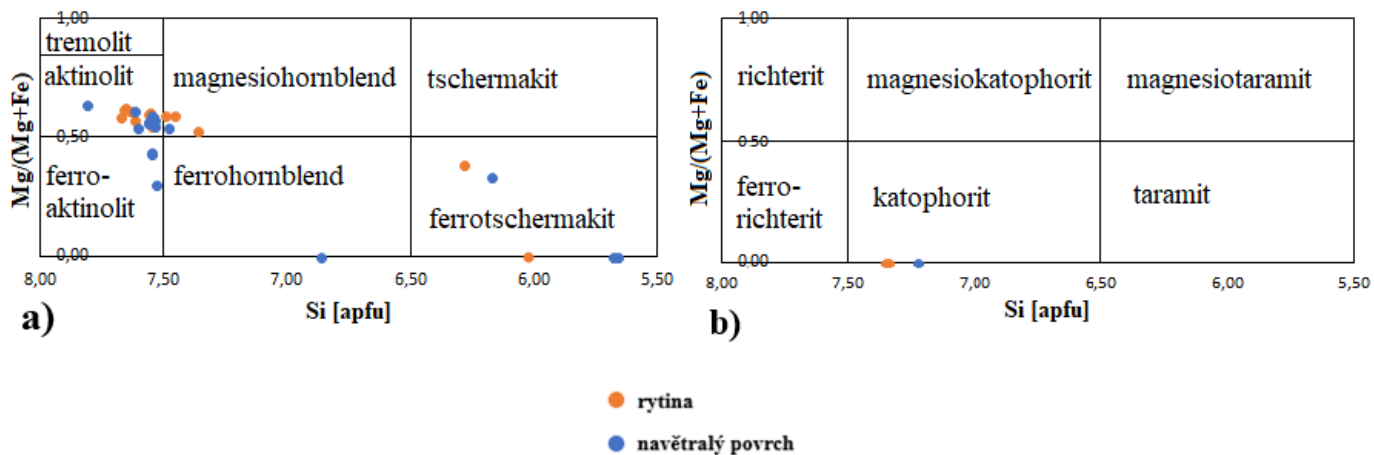 1,00
tremolit
aktinolit
magnesiohornblend
tschermakit
0,50
ferro-
aktinolit
ferrohornblend
ferrotschermakit
0,00
8,00 7,50 7,00 6,50 6,00 5,50
Mg/(Mg+Fe)
Si [apfu]
a)
1,00
richterit
magnesiokatophorit
magnesiotaramit
0,50
ferro-
richterit
katophorit
taramit
0,00
8,00 7,50 7,00 6,50 6,00 5,50
Mg/(Mg+Fe)
Si [apfu]
b)
rytina
navětralý povrch